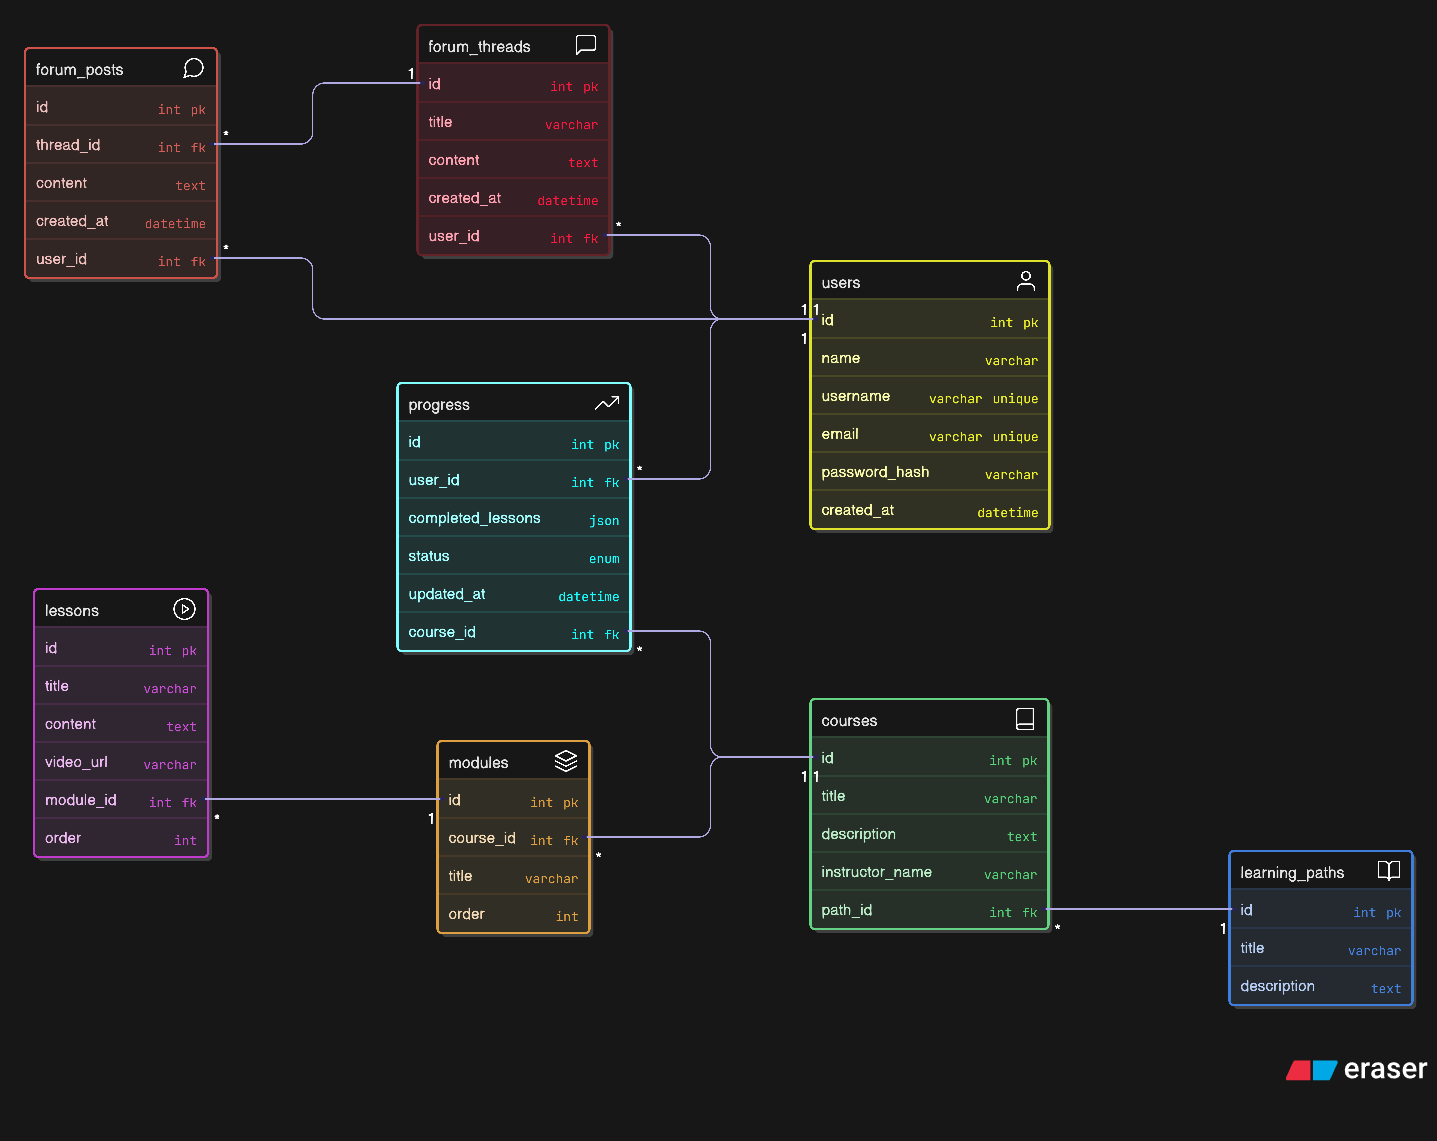 forum_posts
id int pk
thread_id int fk
content text
created_at datetime
user_id int fk
*
*
forum_threads
1
id int pk
title varchar
content text
created_at datetime
user_id int fk
*
users
1 1
id int pk
1
name varchar
username varchar unique
email varchar unique
password_hash varchar
created_at datetime
progress
id int pk
*
user_id int fk
completed_lessons json
status enum
updated_at datetime
course_id int fk
*
lessons
id int pk
title varchar
content text
video_url varchar
module_id int fk
*
order int
modules
id int pk
1
course_id int fk
*
title varchar
order int
courses
id int pk
1 1
title varchar
description text
instructor_name varchar
path_id int fk
*
learning_paths
id int pk
1
title varchar
description text
eraser